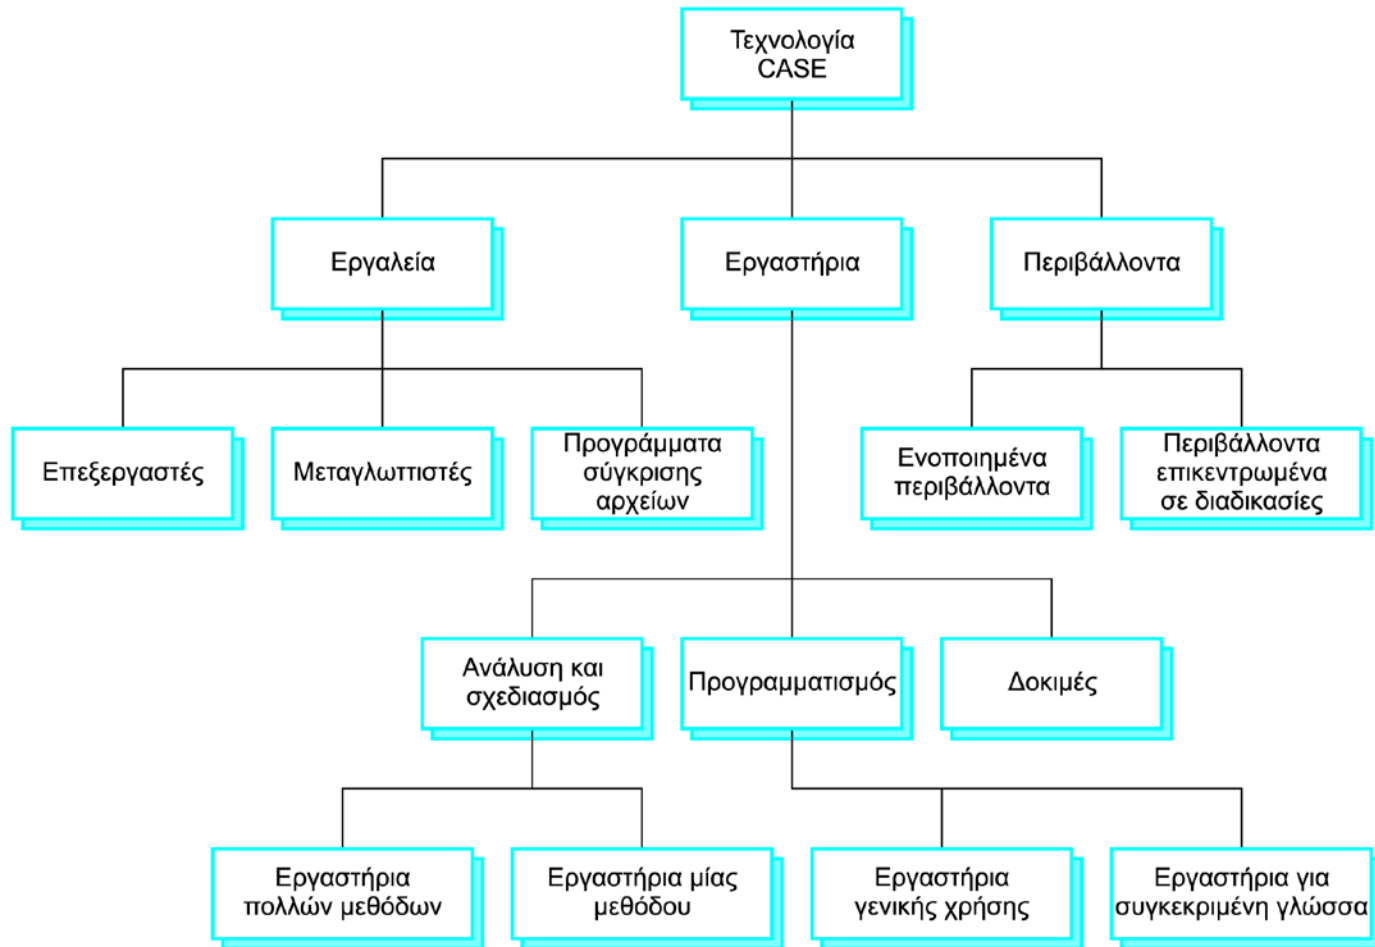 Τεχνολογία
CASE
Εργαλεία
Εργαστήρια
Περιβάλλοντα
Επεξεργαστές
Μεταγλωττιστές
Προγράμματα
σύγκρισης
αρχείων
Ενοποιημένα
περιβάλλοντα
Περιβάλλοντα
επικεντρωμένα
σε διαδικασίες
Ανάλυση και
σχεδιασμός
Προγραμματισμός
Δοκιμές
Εργαστήρια
πολλών μεθόδων
Εργαστήρια μίας
μεθόδου
Εργαστήρια
γενικής χρήσης
Εργαστήρια για
συγκεκριμένη γλώσσα